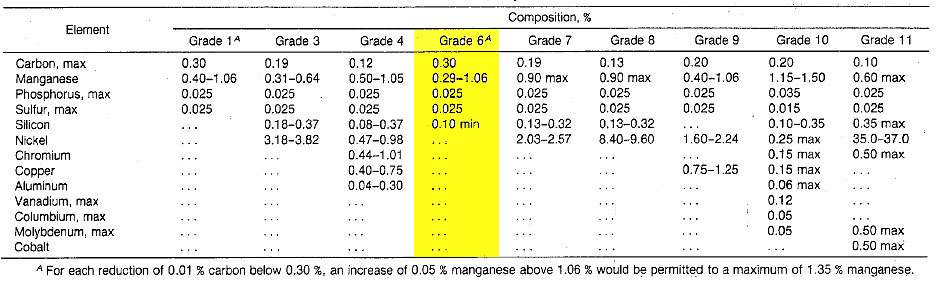 Composition, %
Element
Grade 1A Grade 3 Grade 4 Grade 6A Grade 7 Grade 8 Grade 9 Grade 10 Grade 11
Carbon, max 0.30 0.19 0.12 0.30 0.19 0.13 0.20 0.20 0.10
Manganese 0.40–1.06 0.31–0.64 0.50–1.05 0.29–1.06 0.90 max 0.90 max 0.40–1.06 1.15–1.50 0.60 max
Phosphorus, max 0.025 0.025 0.025 0.025 0.025 0.025 0.025 0.035 0.025
Sulfur, max 0.025 0.025 0.025 0.025 0.025 0.025 0.025 0.015 0.025
Silicon ... 0.18–0.37 0.08–0.37 0.10 min 0.13–0.32 0.13–0.32 ... 0.10–0.35 0.35 max
Nickel ... 3.18–3.82 0.47–0.98 ... 2.03–2.57 8.40–9.60 1.60–2.24 0.25 max 35.0–37.0
Chromium ... ... 0.44–1.01 ... ... ... ... 0.15 max 0.50 max
Copper ... ... 0.40–0.75 ... ... ... 0.75–1.25 0.15 max ...
Aluminum ... ... 0.04–0.30 ... ... ... ... 0.06 max ...
Vanadium, max ... ... ... ... ... ... ... 0.12 ...
Columbium, max ... ... ... ... ... ... ... 0.05 ...
Molybdenum, max ... ... ... ... ... ... ... 0.05 0.50 max
Cobalt ... ... ... ... ... ... ... ... 0.50 max
A For each reduction of 0.01 % carbon below 0.30 %, an increase of 0.05 % manganese above 1.06 % would be permitted to a maximum of 1.35 % manganese.